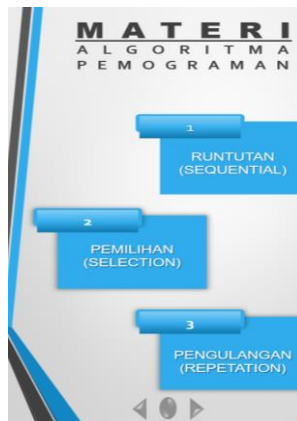 MATERI
ALGORITMA
PEMOGRAMAN
1
RUNTUTAN
(SEQUENTIAL)
2
PEMILIHAN
(SELECTION)
3
PENGULANGAN
(REPETATION)